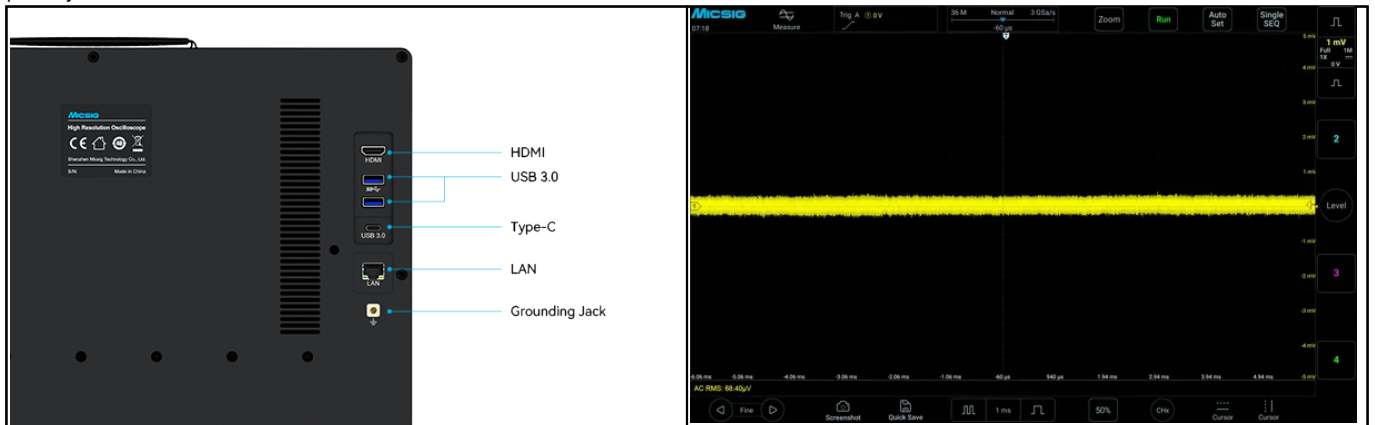 Micsig
High Resolution Oscilloscope
CE
Shenzhen Micsig Technology Co., Ltd.
S/N Made in China
HDMI
USB 3.0
LAN
HDMI
USB 3.0
Type-C
LAN
Grounding Jack
Micsig
07:18
Measure
Trig A ① 0 V
36 M Normal 3 GSa/s
-60 μs
T
Zoom
Run
Auto Set
Single SEQ
1 mV
Full 1M
1X
0 V
5 mV
4 mV
3 mV
2 mV
1 mV
-1 mV
-2 mV
-3 mV
-4 mV
-5 mV
2
Level
3
4
-6.06 ms -5.06 ms -4.06 ms -3.06 ms -2.06 ms -1.06 ms -60 μs 940 μs 1.94 ms 2.94 ms 3.94 ms 4.94 ms
AC RMS: 68.40μV
Fine
Screenshot
Quick Save
1 ms
50%
CHx
Cursor
Cursor